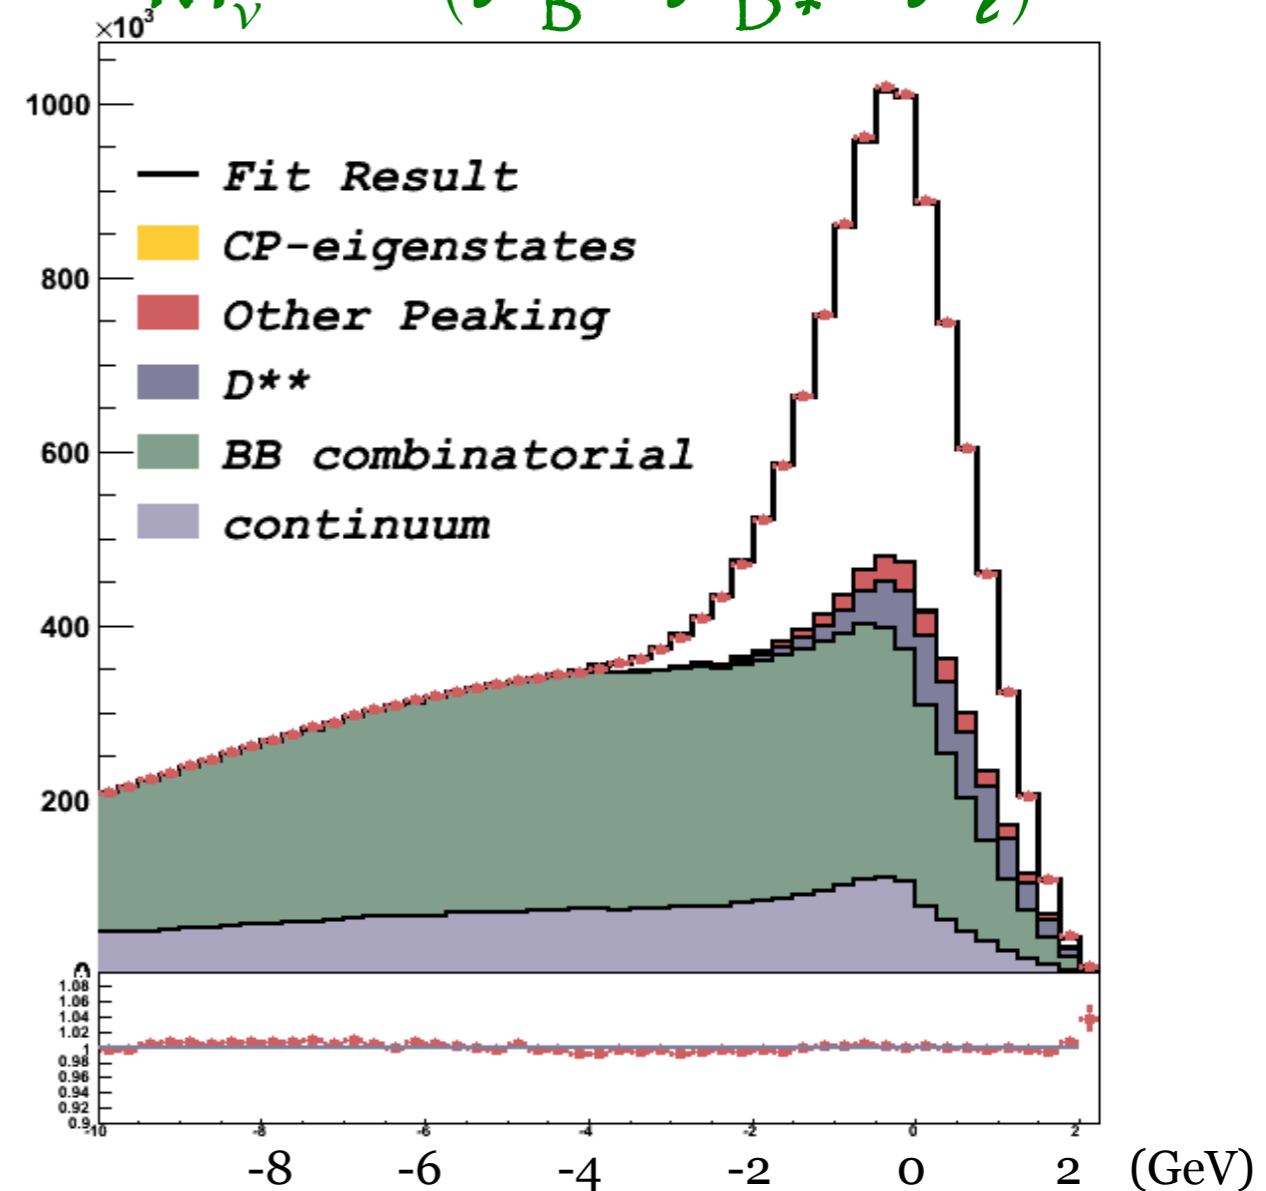 ×10³
1000
800
600
400
200
0
Fit Result
CP-eigenstates
Other Peaking
D**
BB combinatorial
continuum
1.08
1.06
1.04
1.02
1
0.98
0.96
0.94
0.92
0.9
-10 -8 -6 -4 -2 0 2
-8 -6 -4 -2 0 2 (GeV)